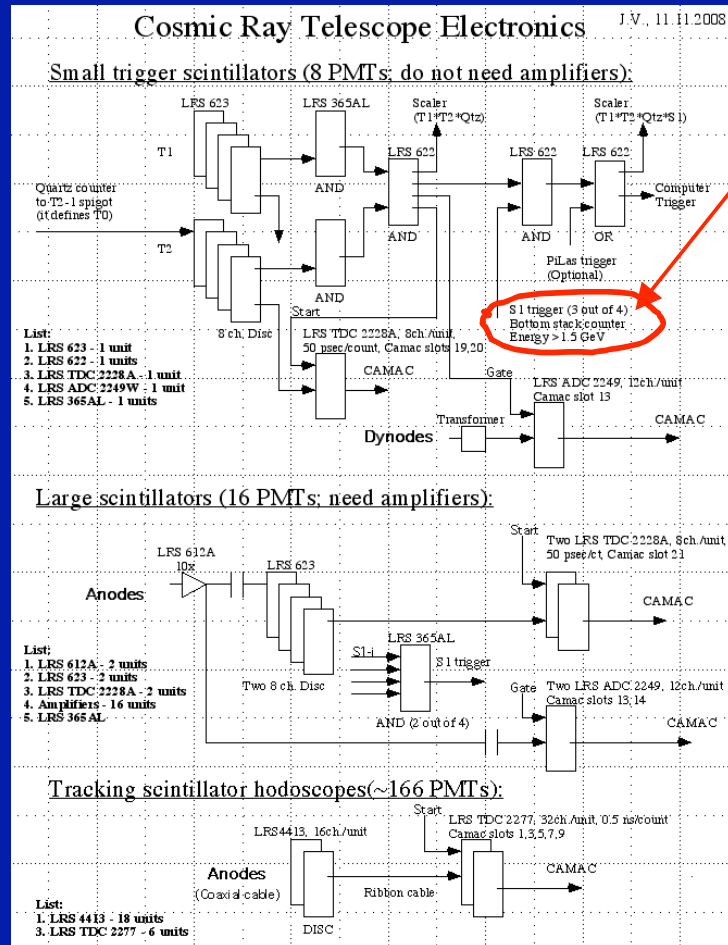 Cosmic Ray Telescope Electronics
J.V., 11.11.2008
Small trigger scintillators (8 PMTs; do not need amplifiers):
LRS 623
LRS 365AL
Scaler
(T1*T2*Qtz)
Scaler
(T1*T2*Qtz*S1)
T1
LRS 622
LRS 622
LRS 622
AND
Quartz counter
to T2-1 spigot
(it defines T0)
Computer
Trigger
T2
AND
AND
OR
PiLas trigger
(Optional)
AND
Start
S1 trigger (3 out of 4)
Bottom stack counter
Energy > 1.5 GeV
8 ch. Disc
List:
1. LRS 623 - 1 unit
2. LRS 622 - 1 units
3. LRS TDC 2228A - 1 unit
4. LRS ADC 2249W - 1 unit
5. LRS 365AL - 1 units
LRS TDC 2228A, 8ch./unit,
50 psec/count, Camac slots 19,20
CAMAC
Gate
LRS ADC 2249, 12ch./unit
Camac slot 13
Dynodes
Transformer
CAMAC
Large scintillators (16 PMTs; need amplifiers):
LRS 612A
10x
LRS 623
Start
Two LRS TDC 2228A, 8ch./unit,
50 psec/ct, Camac slot 21
Anodes
CAMAC
LRS 365AL
S1-i
S1 trigger
List:
1. LRS 612A - 2 units
2. LRS 623 - 2 units
3. LRS TDC 2228A - 2 units
4. Amplifiers - 16 units
5. LRS 365AL
Two 8 ch. Disc
Gate
Two LRS ADC 2249, 12ch./unit
Camac slots 13,14
AND (2 out of 4)
CAMAC
Tracking scintillator hodoscopes(~166 PMTs):
Start
LRS4413, 16ch./unit
LRS TDC 2277, 32ch./unit, 0.5 ns/count
Camac slots 1,3,5,7,9
Anodes
(Coaxial cable)
Ribbon cable
CAMAC
DISC
List:
1. LRS 4413 - 18 units
3. LRS TDC 2277 - 6 units